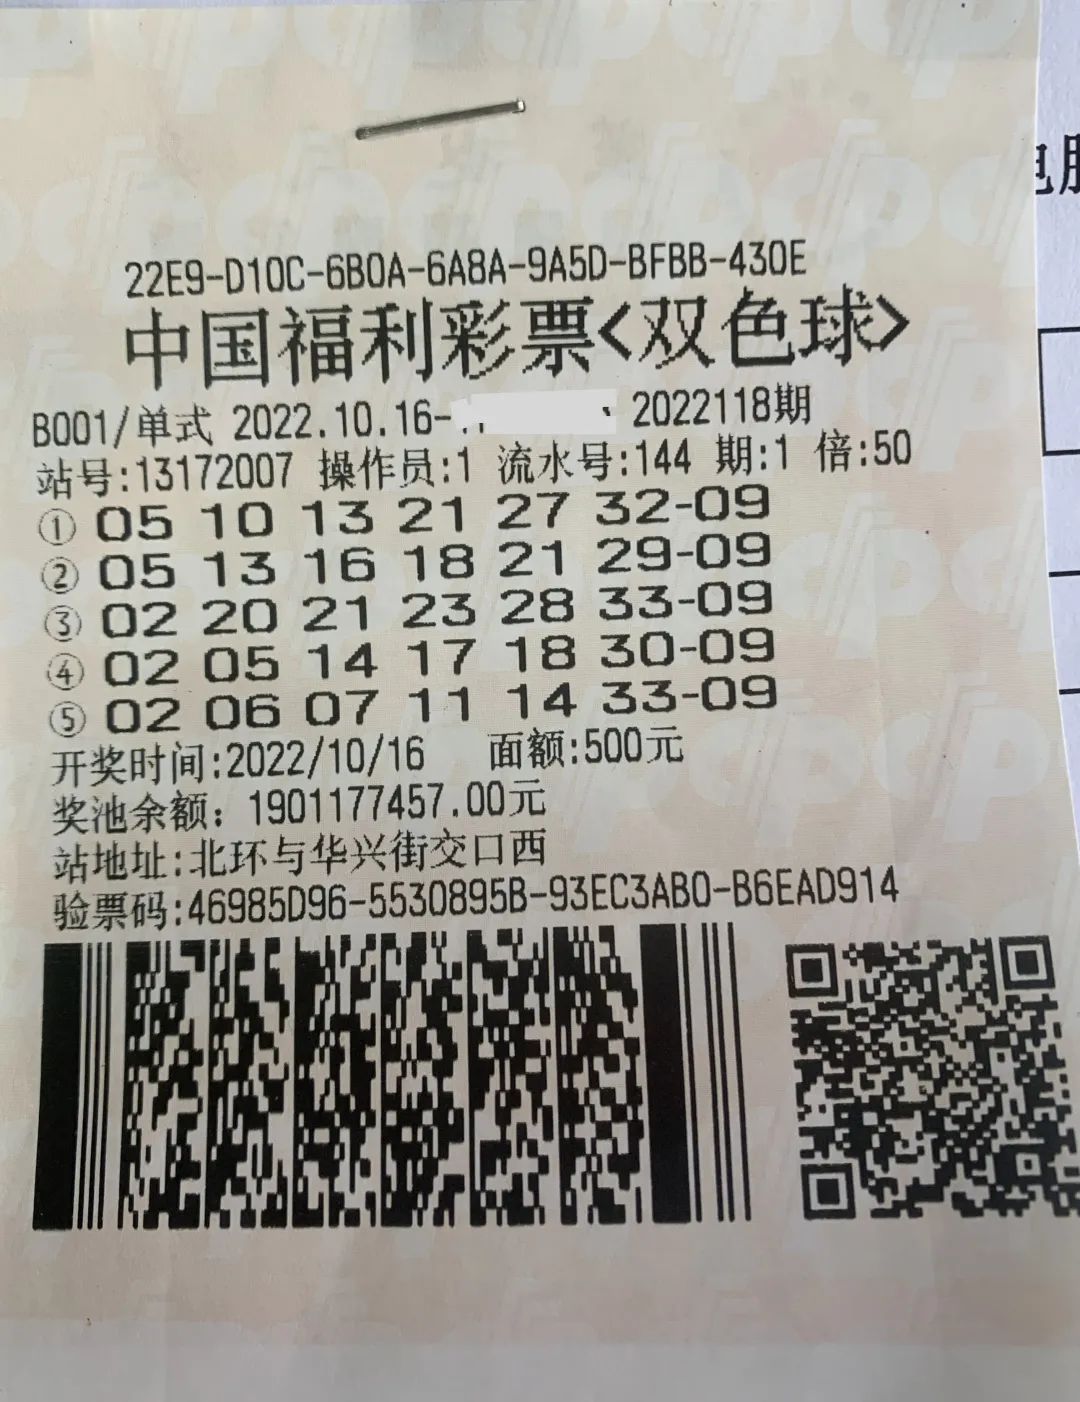 22E9-D10C-6B0A-6A8A-9A5D-BFBB-430E
中国福利彩票<双色球>
B001/单式 2022.10.16- 2022118期
站号:13172007 操作员:1 流水号:144 期:1 倍:50
① 05 10 13 21 27 32-09
② 05 13 16 18 21 29-09
③ 02 20 21 23 28 33-09
④ 02 05 14 17 18 30-09
⑤ 02 06 07 11 14 33-09
开奖时间:2022/10/16 面额:500元
奖池余额：1901177457.00元
站地址:北环与华兴街交口西
验票码:46985D96-5530895B-93EC3AB0-B6EAD914